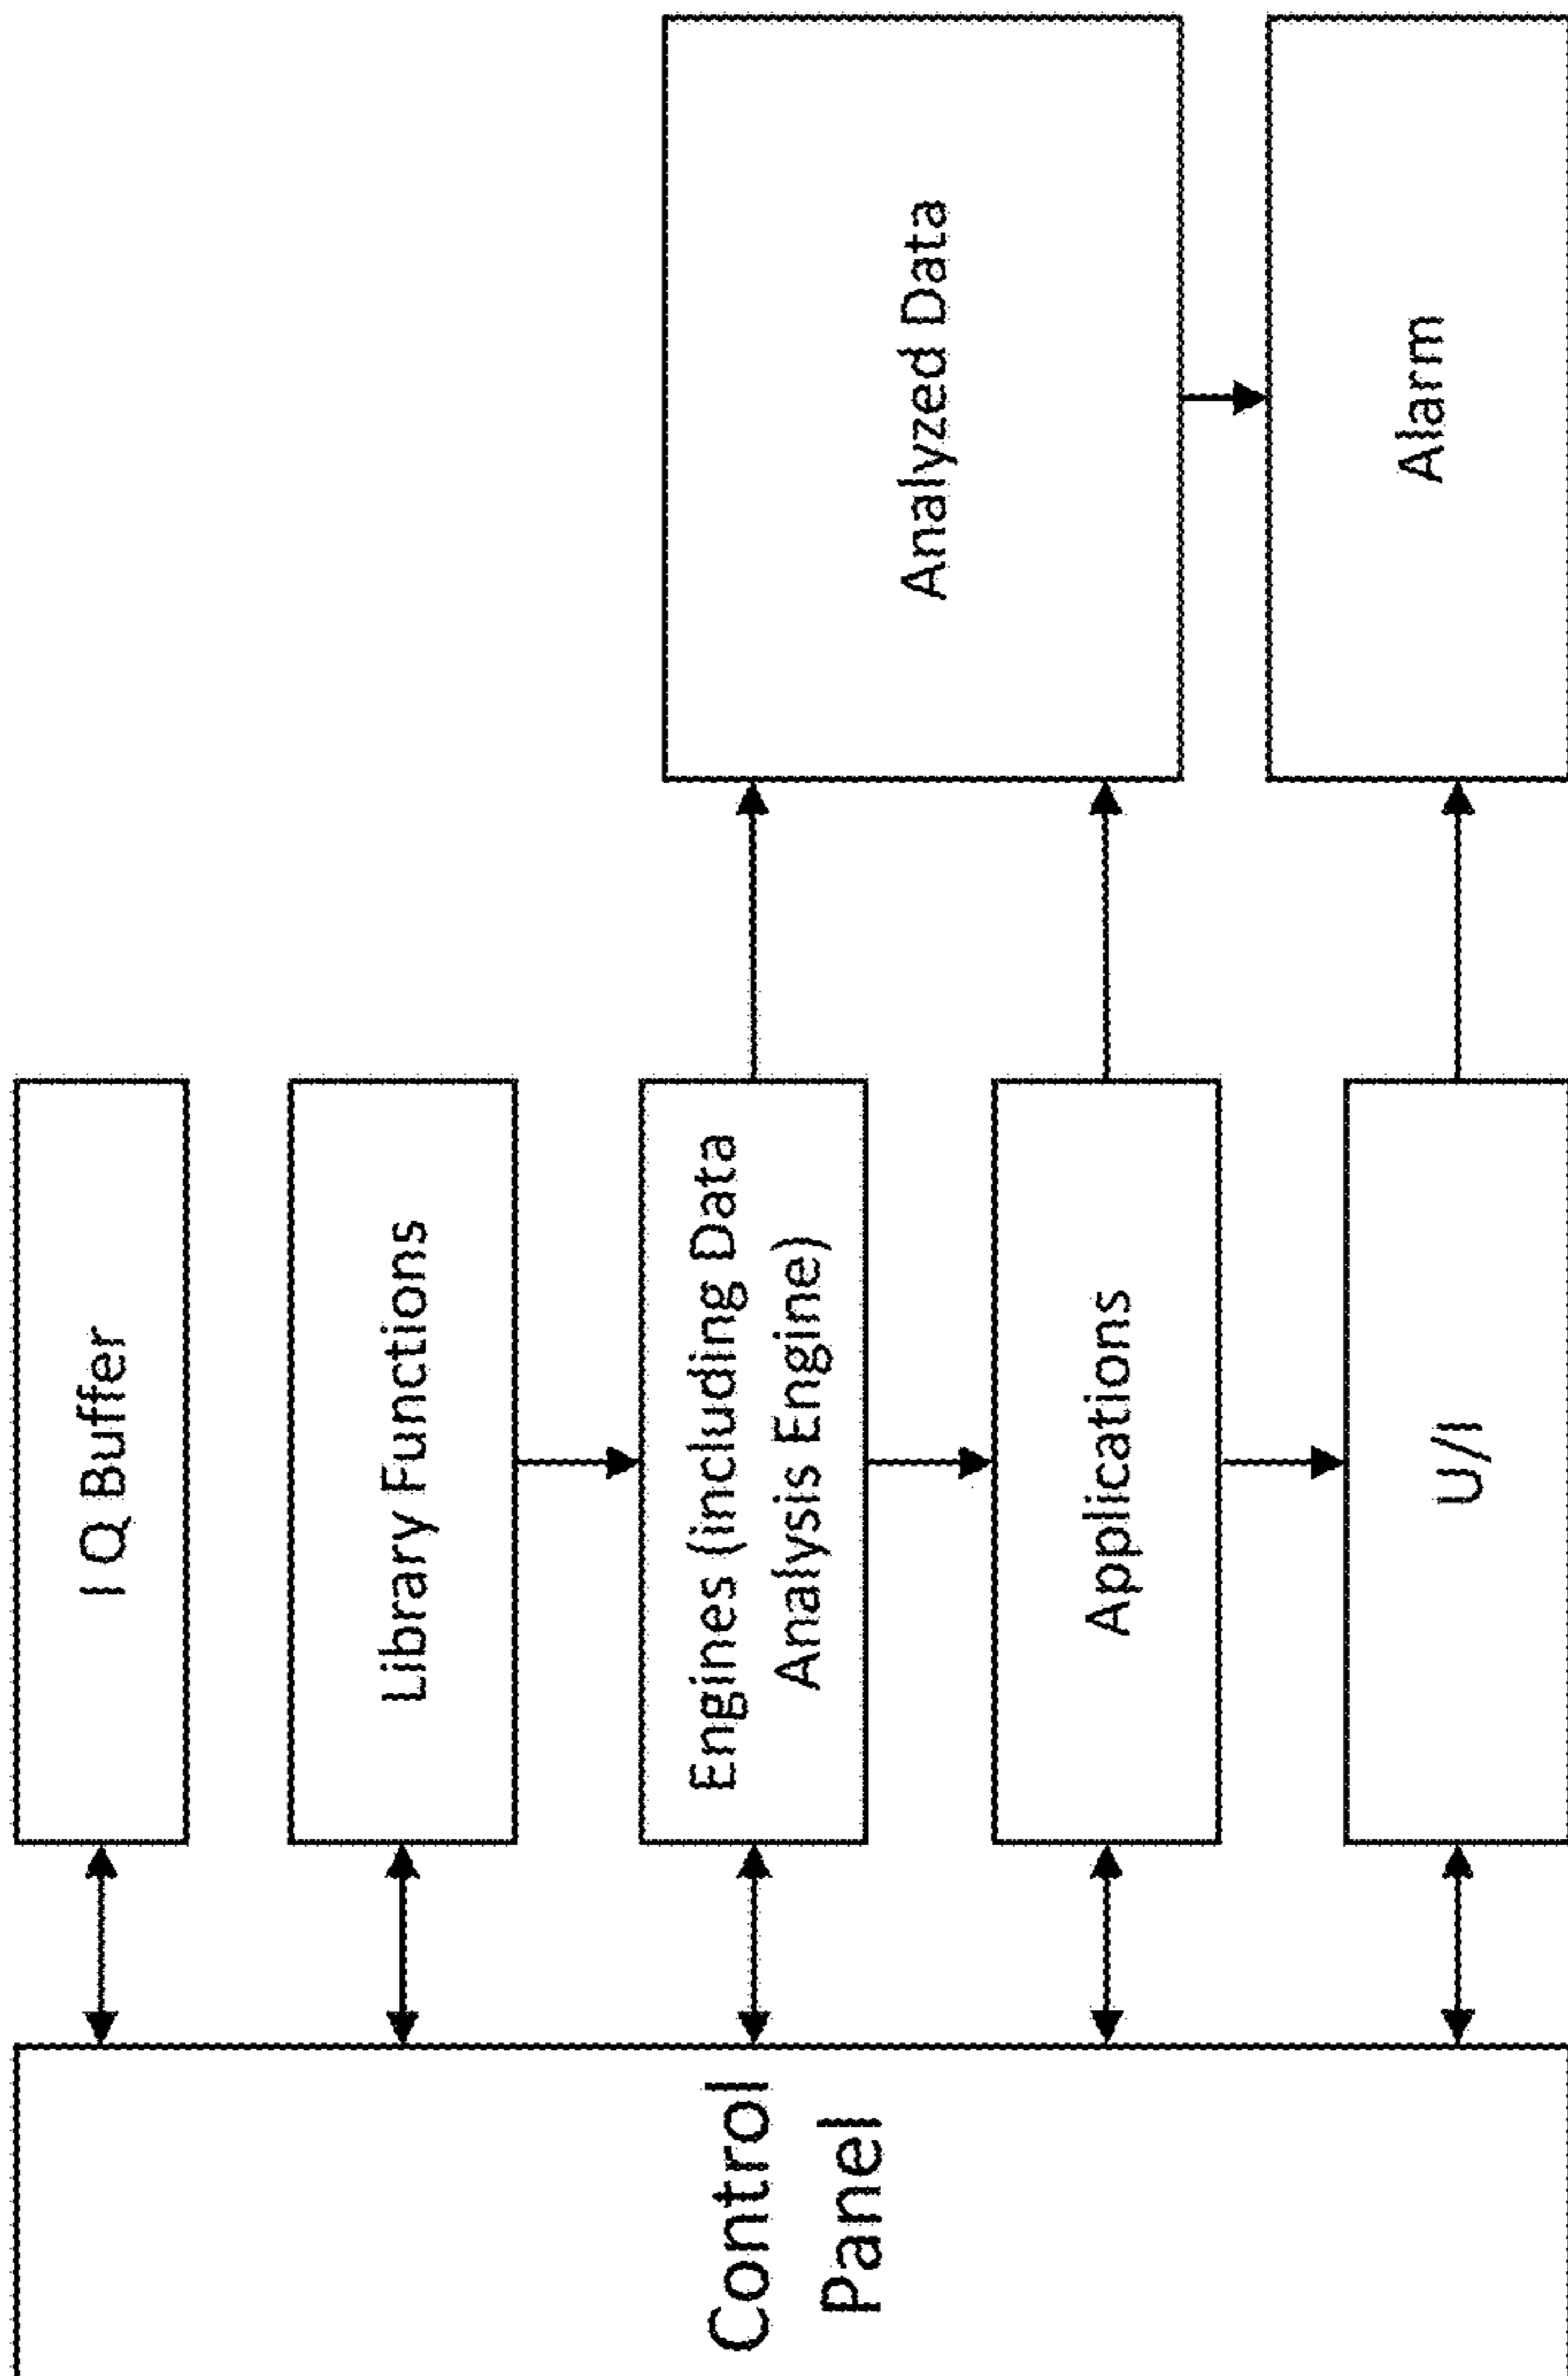 Control
Panel
I Q Buffer
Library Functions
Engines (including Data
Analysis Engine)
Applications
U/I
Analyzed Data
Alarm